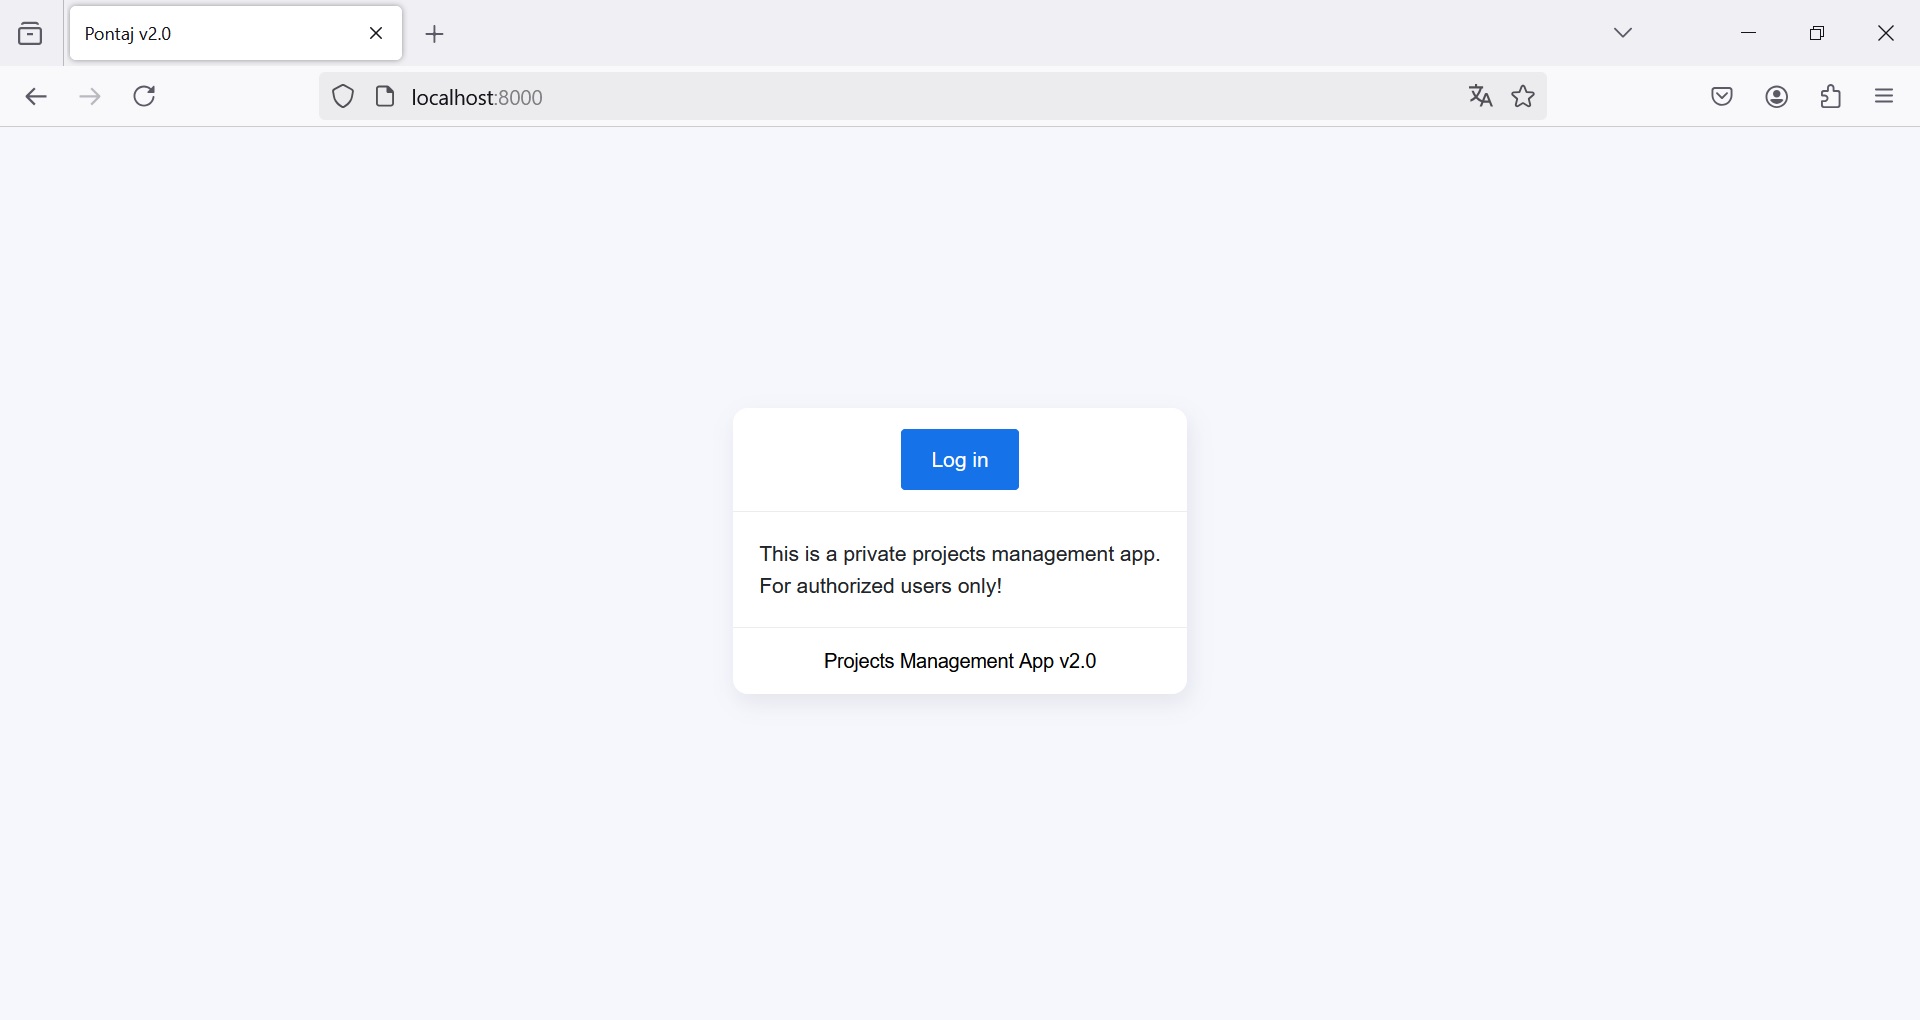 Pontaj v2.0
localhost:8000
Log in
This is a private projects management app.
For authorized users only!
Projects Management App v2.0